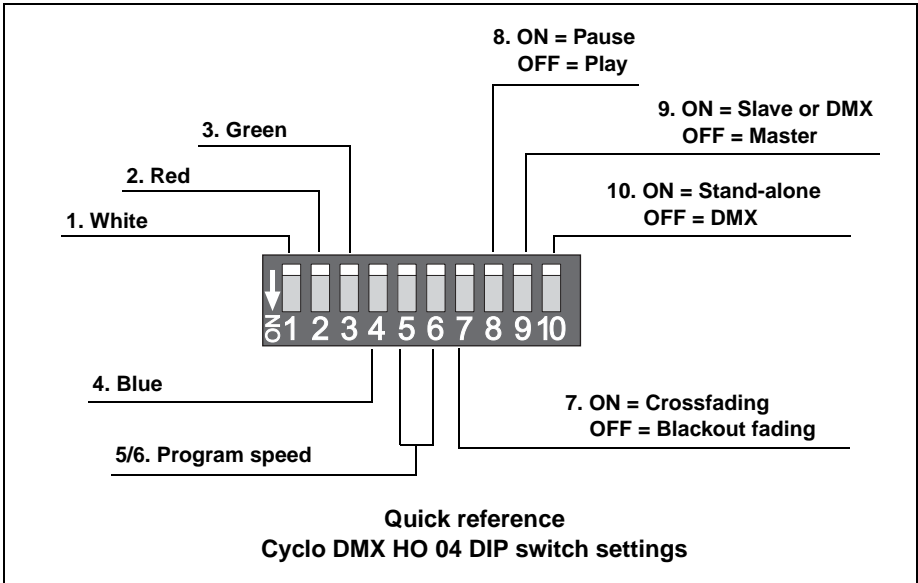 8. ON = Pause
OFF = Play
9. ON = Slave or DMX
OFF = Master
3. Green
2. Red
10. ON = Stand-alone
OFF = DMX
1. White
ON
1 2 3 4 5 6 7 8 9 10
4. Blue
7. ON = Crossfading
OFF = Blackout fading
5/6. Program speed
Quick reference
Cyclo DMX HO 04 DIP switch settings